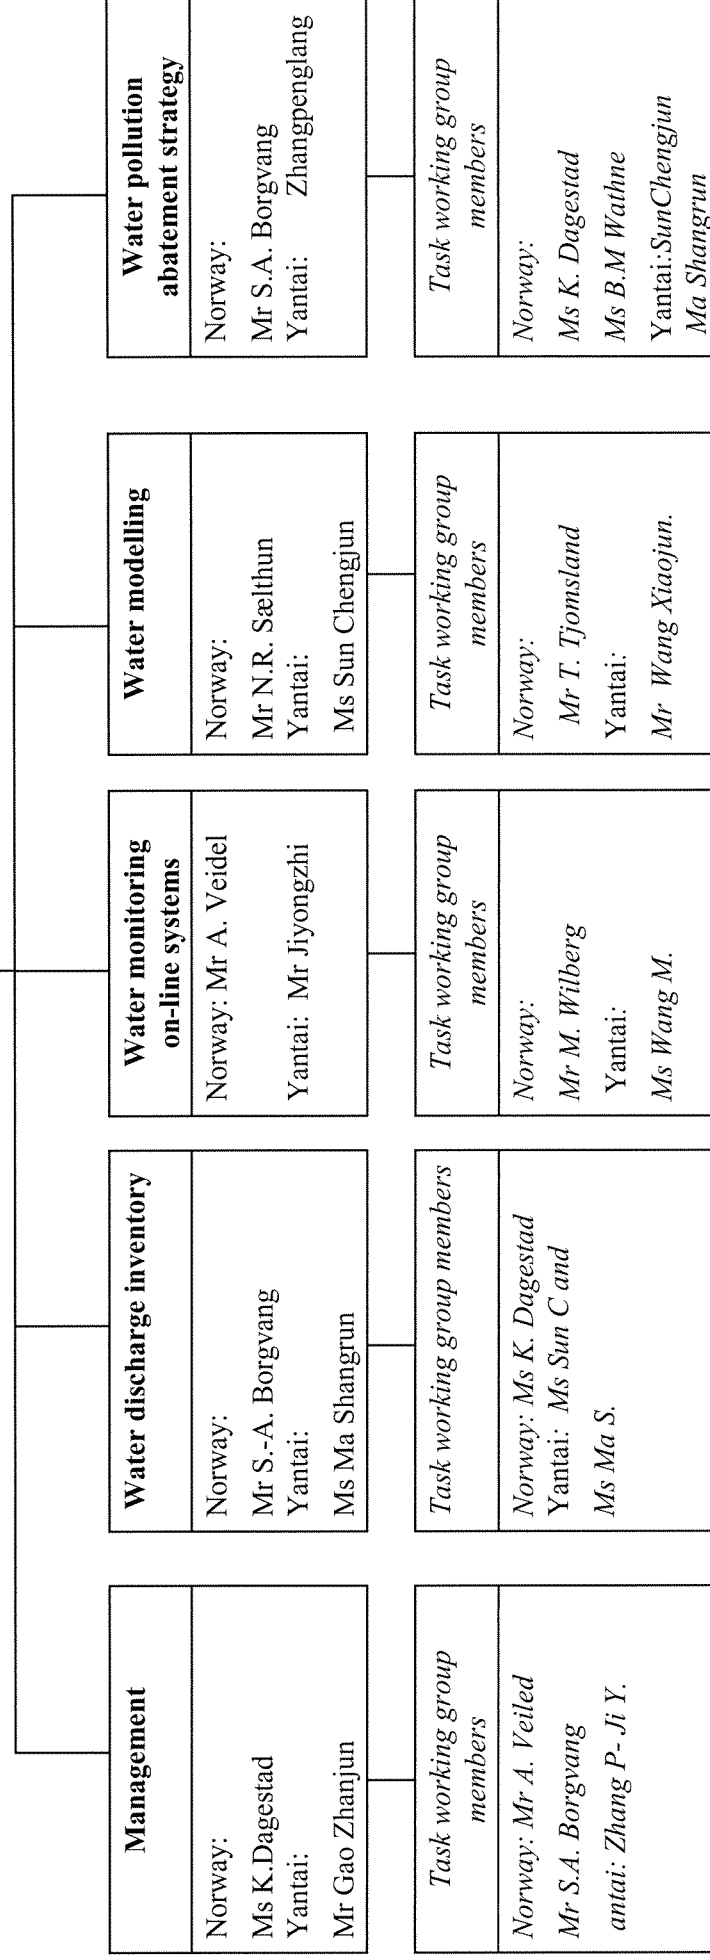 Management
Norway:
Ms K.Dagestad
Yantai:
Mr Gao Zhanjun
Task working group
members
Norway: Mr A. Veiled
Mr S.A. Borgvang
antai: Zhang P- Ji Y.
Water discharge inventory
Norway:
Mr S.-A. Borgvang
Yantai:
Ms Ma Shangrun
Task working group members
Norway: Ms K. Dagestad
Yantai: Ms Sun C and
Ms Ma S.
Water monitoring
on-line systems
Norway: Mr A. Veidel
Yantai: Mr Jiyongzhi
Task working group
members
Norway:
Mr M. Wilberg
Yantai:
Ms Wang M.
Water modelling
Norway:
Mr N.R. Sælthun
Yantai:
Ms Sun Chengjun
Task working group
members
Norway:
Mr T. Tjomsland
Yantai:
Mr Wang Xiaojun.
Water pollution
abatement strategy
Norway:
Mr S.A. Borgvang
Yantai: Zhangpenglang
Task working group
members
Norway:
Ms K. Dagestad
Ms B.M Wathne
Yantai:SunChengjun
Ma Shangrun